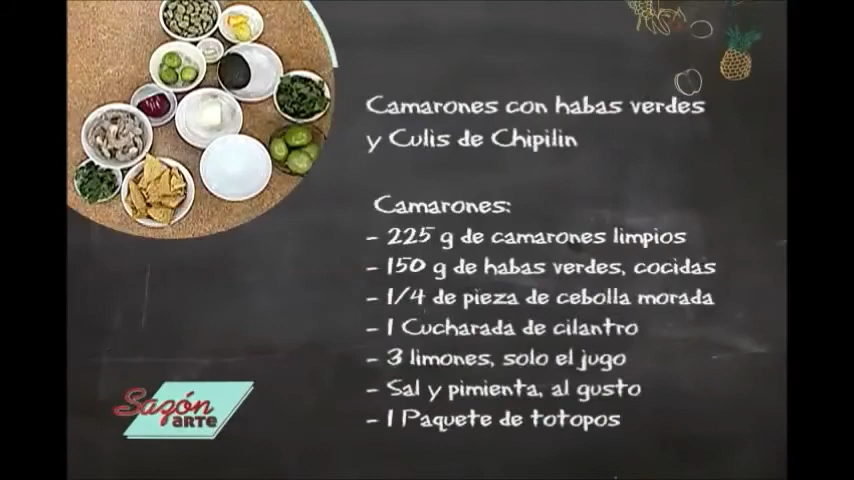 Camarones con habas verdes
y Culis de Chipilin
Camarones:
- 225 g de camarones limpios
- 150 g de habas verdes, cocidas
- 1/4 de pieza de cebolla morada
- 1 Cucharada de cilantro
- 3 limones, solo el jugo
- Sal y pimienta, al gusto
- 1 Paquete de totopos
Sazón
ARTE